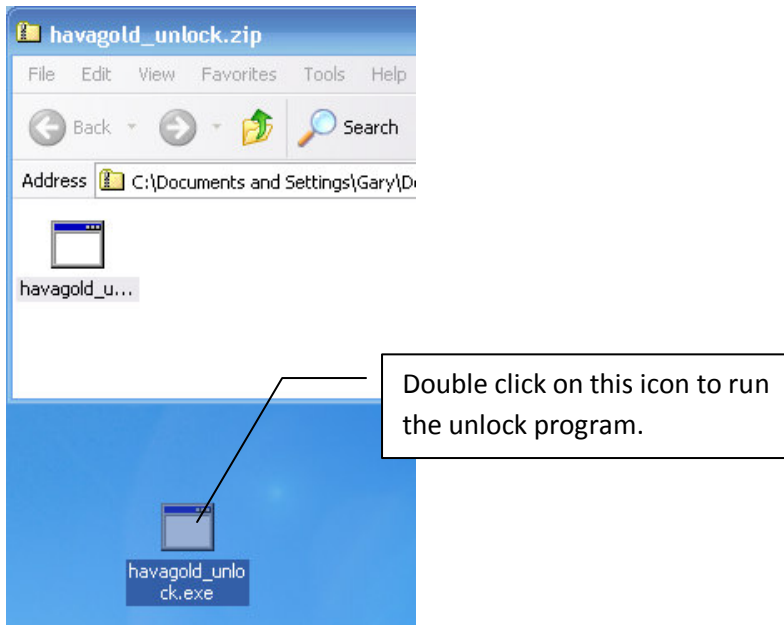 havagold_unlock.zip
File Edit View Favorites Tools Help
Back Search
Address C:\Documents and Settings\Gary\D
havagold_u...
Double click on this icon to run
the unlock program.
havagold_unlo
ck.exe